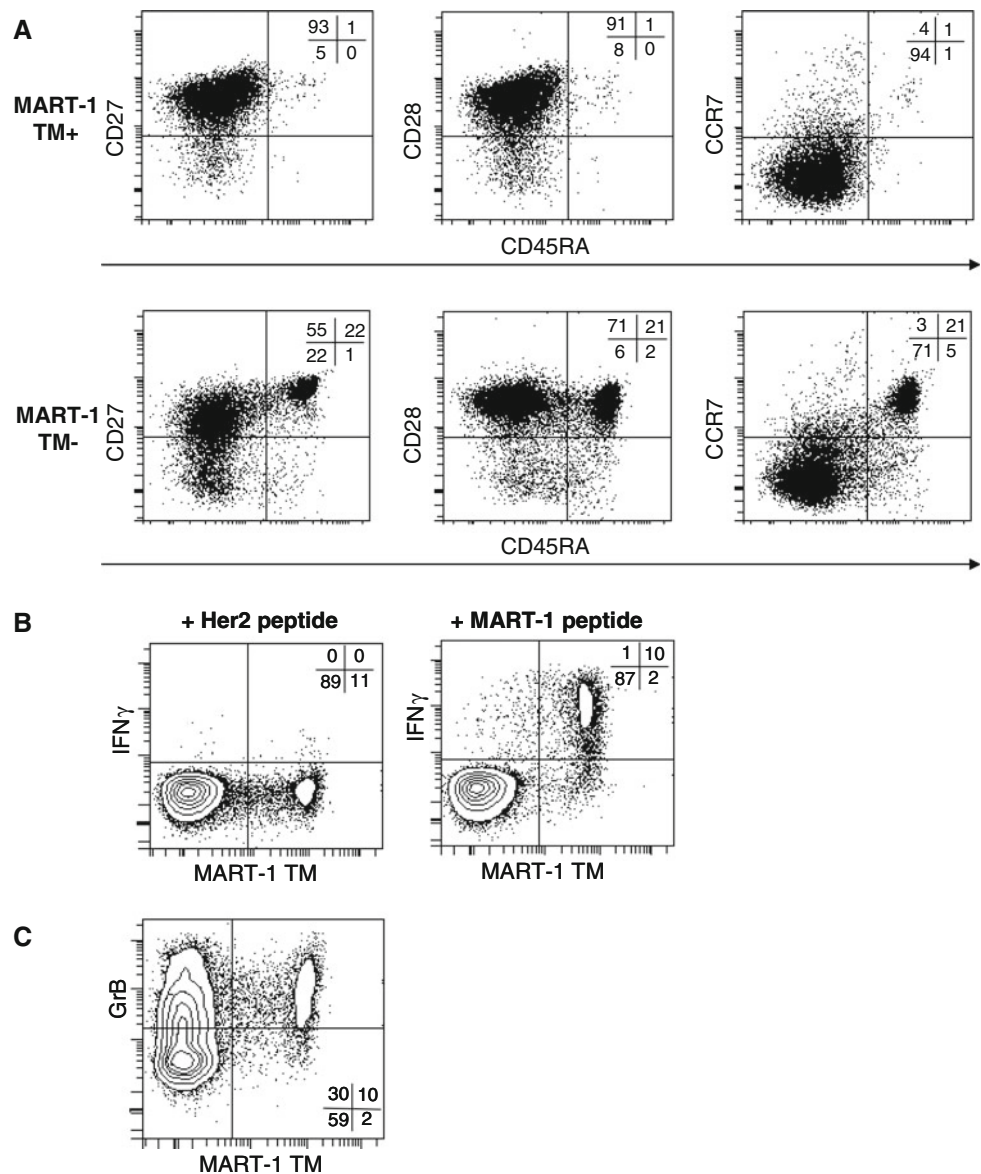 A
MART-1
TM+
CD27
93 1
5 0
CD28
91 1
8 0
CCR7
4 1
94 1
CD45RA
MART-1
TM-
CD27
55 22
22 1
CD28
71 21
6 2
CCR7
3 21
71 5
CD45RA
B
+ Her2 peptide
IFNγ
0 0
89 11
MART-1 TM
+ MART-1 peptide
IFNγ
1 10
87 2
MART-1 TM
C
GrB
30 10
59 2
MART-1 TM